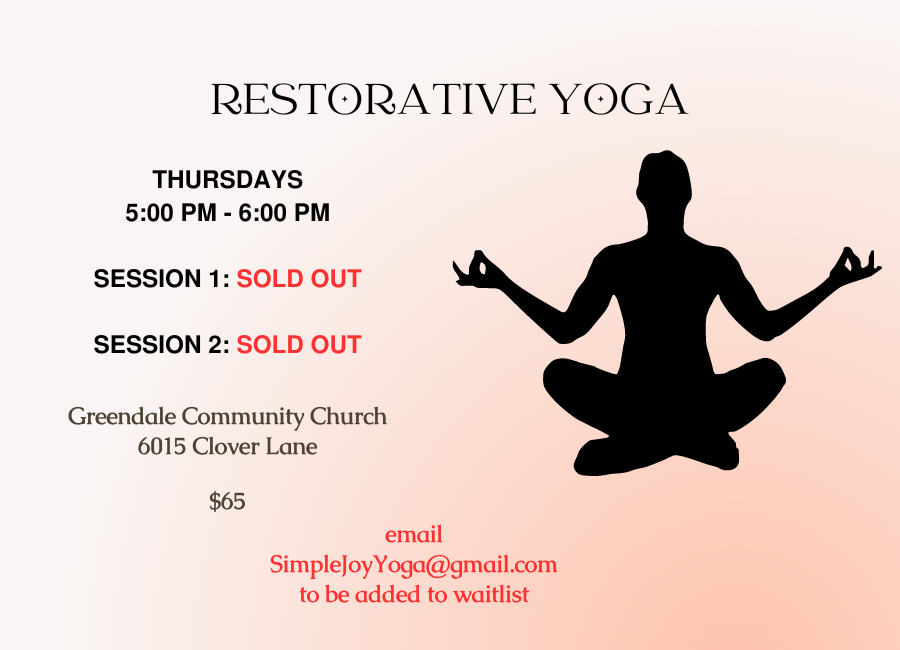 RESTORATIVE YOGA
THURSDAYS
5:00 PM - 6:00 PM
SESSION 1: SOLD OUT
SESSION 2: SOLD OUT
Greendale Community Church
6015 Clover Lane
$65
email
SimpleJoyYoga@gmail.com
to be added to waitlist